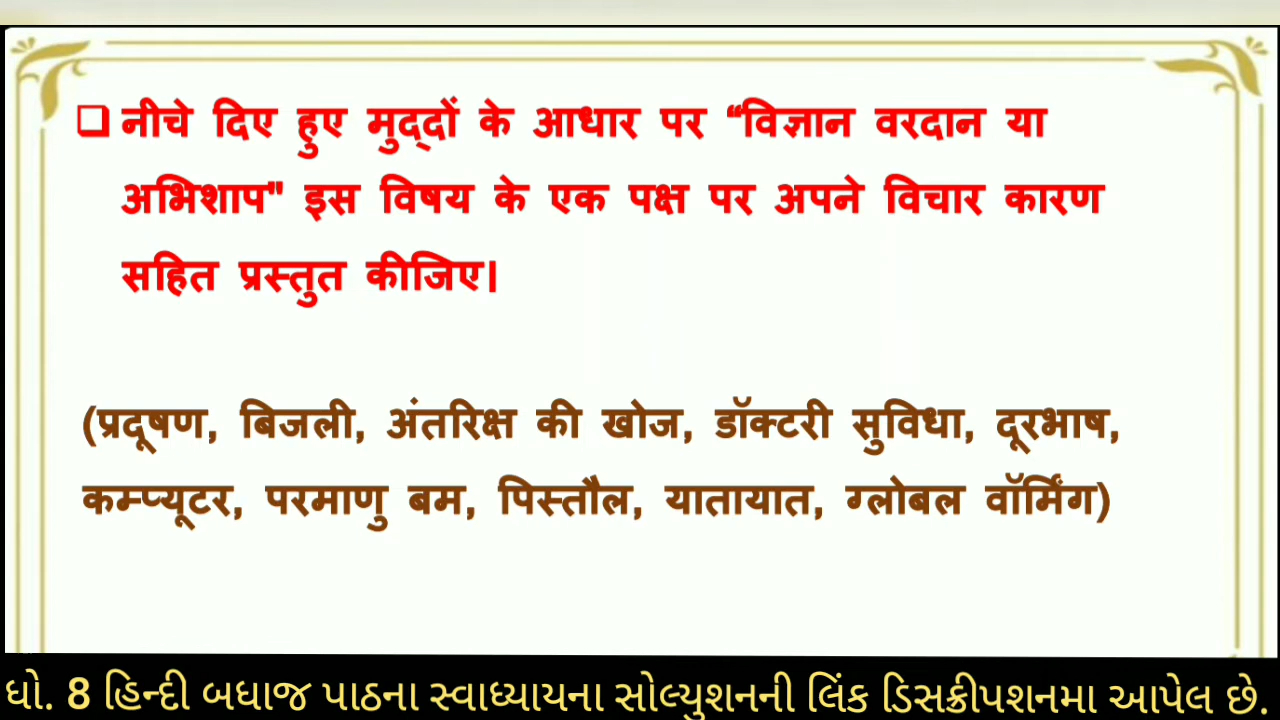 ❑ नीचे दिए हुए मुद्दों के आधार पर “विज्ञान वरदान या
अभिशाप" इस विषय के एक पक्ष पर अपने विचार कारण
सहित प्रस्तुत कीजिए।
(प्रदूषण, बिजली, अंतरिक्ष की खोज, डॉक्टरी सुविधा, दूरभाष,
कम्प्यूटर, परमाणु बम, पिस्तौल, यातायात, ग्लोबल वॉर्मिंग)
ધો. 8 હિન્દી બધાજ પાઠના સ્વાધ્યાયના સોલ્યુશનની લિંક ડિસક્રીપશનમા આપેલ છે.